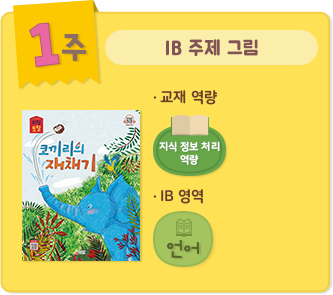 1주
IB 주제 그림
· 교재 역량
지식 정보 처리
역량
코끼리의
재채기
· IB 영역
언어